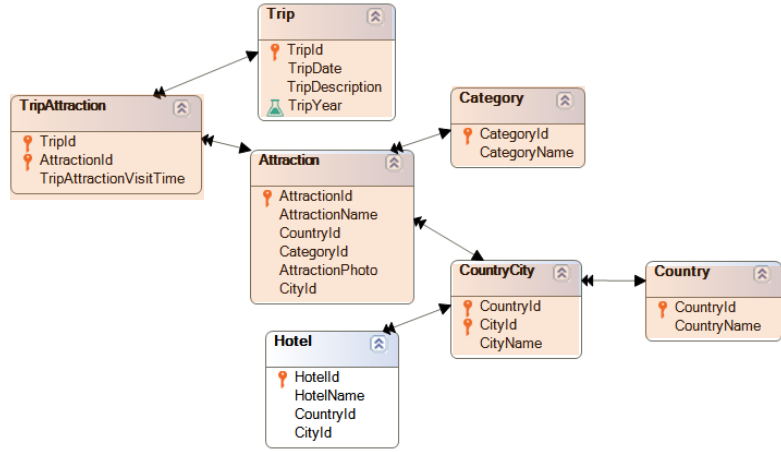 Trip
TripId
TripDate
TripDescription
TripYear
TripAttraction
TripId
AttractionId
TripAttractionVisitTime
Category
CategoryId
CategoryName
Attraction
AttractionId
AttractionName
CountryId
CategoryId
AttractionPhoto
CityId
CountryCity
CountryId
CityId
CityName
Country
CountryId
CountryName
Hotel
HotelId
HotelName
CountryId
CityId